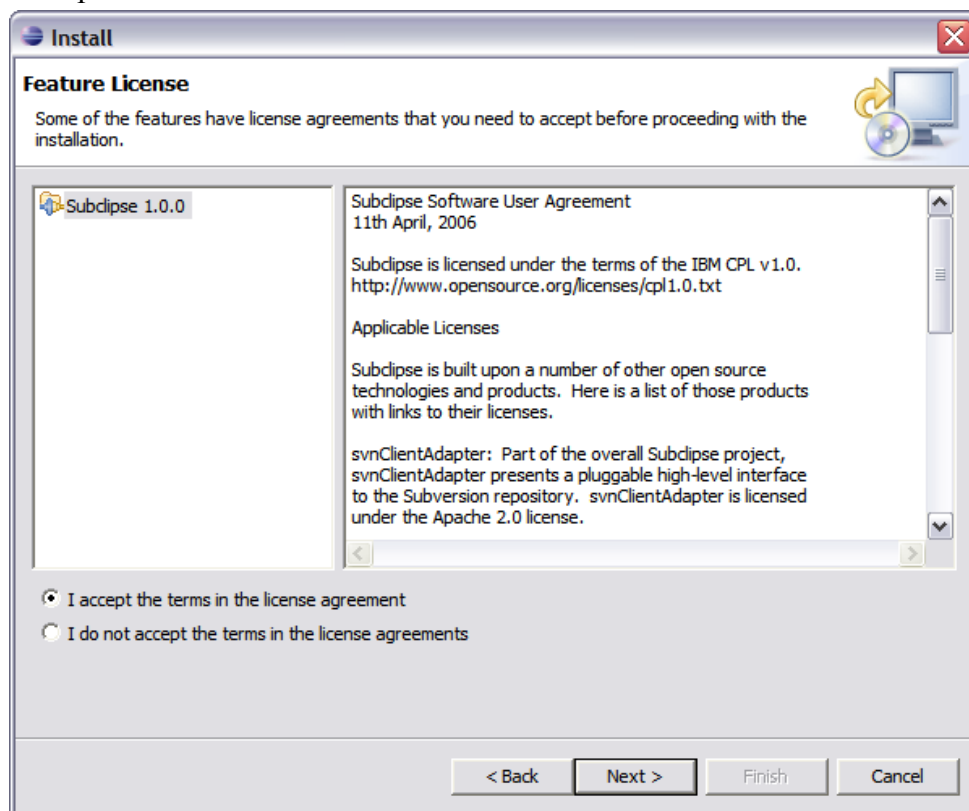 Install
Feature License
Some of the features have license agreements that you need to accept before proceeding with the
installation.
Subclipse 1.0.0
Subclipse Software User Agreement
11th April, 2006
Subclipse is licensed under the terms of the IBM CPL v1.0.
http://www.opensource.org/licenses/cpl1.0.txt
Applicable Licenses
Subclipse is built upon a number of other open source
technologies and products.  Here is a list of those products
with links to their licenses.
svnClientAdapter:  Part of the overall Subclipse project,
svnClientAdapter presents a pluggable high-level interface
to the Subversion repository.  svnClientAdapter is licensed
under the Apache 2.0 license.
I accept the terms in the license agreement
I do not accept the terms in the license agreements
< Back Next > Finish Cancel